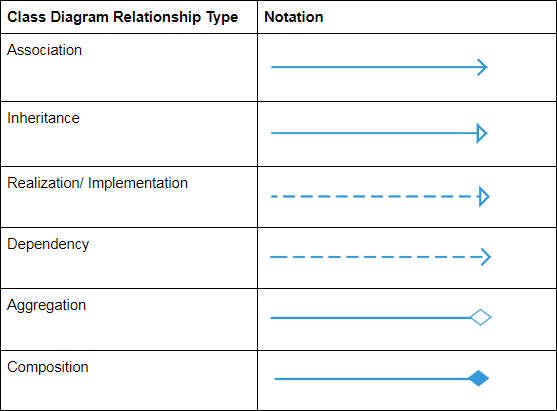 Class Diagram Relationship Type
Notation
Association
Inheritance
Realization/ Implementation
Dependency
Aggregation
Composition